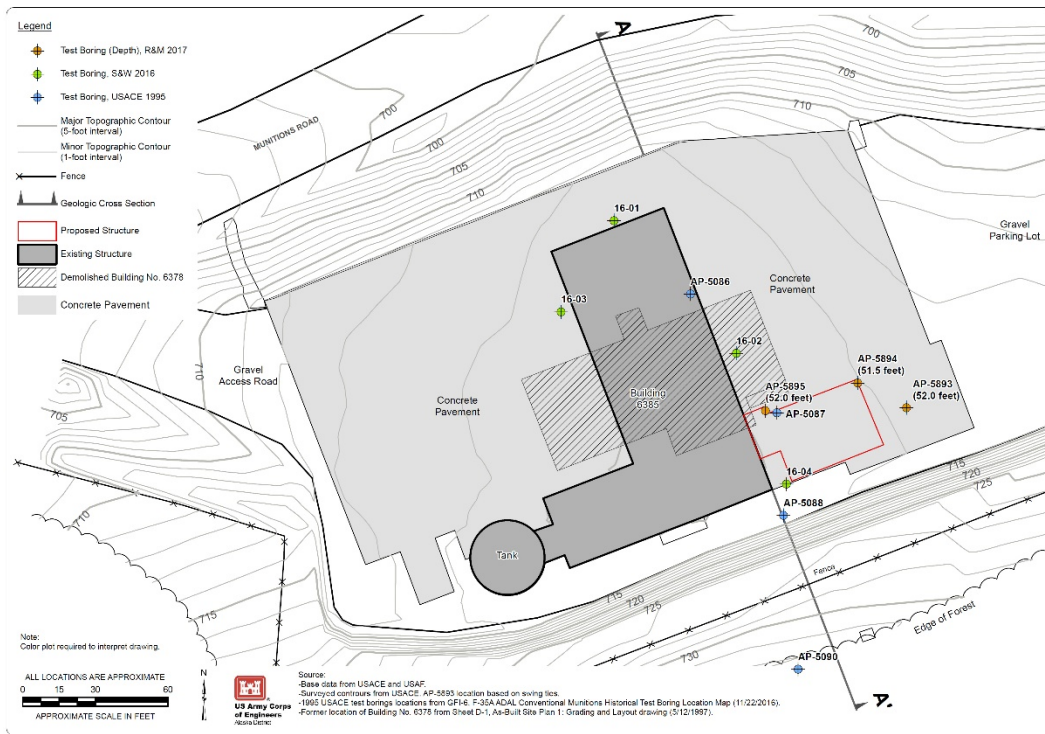 Legend
Test Boring (Depth), R&M 2017
Test Boring, S&W 2016
Test Boring, USACE 1995
Major Topographic Contour
(5-foot interval)
Minor Topographic Contour
(1-foot interval)
Fence
Geologic Cross Section
Proposed Structure
Existing Structure
Demolished Building No. 6378
Concrete Pavement
A
MUNITIONS ROAD
700
700
705
710
700
705
710
16-01
16-03
AP-5086
Concrete
Pavement
Gravel
Parking Lot
16-02
AP-5894
(51.5 feet)
AP-5893
(52.0 feet)
AP-5895
(52.0 feet)
AP-5087
710
Gravel
Access Road
Concrete
Pavement
Building
6385
705
710
715
16-04
AP-5088
715
720
725
Tank
715
720
725
Fence
Edge of Forest
730
AP-5090
A'
Note:
Color plot required to interpret drawing.
ALL LOCATIONS ARE APPROXIMATE
0 15 30 60
APPROXIMATE SCALE IN FEET
N
US Army Corps
of Engineers
Alaska District
Source:
-Base data from USACE and USAF.
-Surveyed contours from USACE. AP-5893 location based on swing ties.
-1995 USACE test borings locations from GFI-6. F-35A ADAL Conventional Munitions Historical Test Boring Location Map (11/22/2016).
-Former location of Building No. 6378 from Sheet D-1, As-Built Site Plan 1: Grading and Layout drawing (5/12/1997).